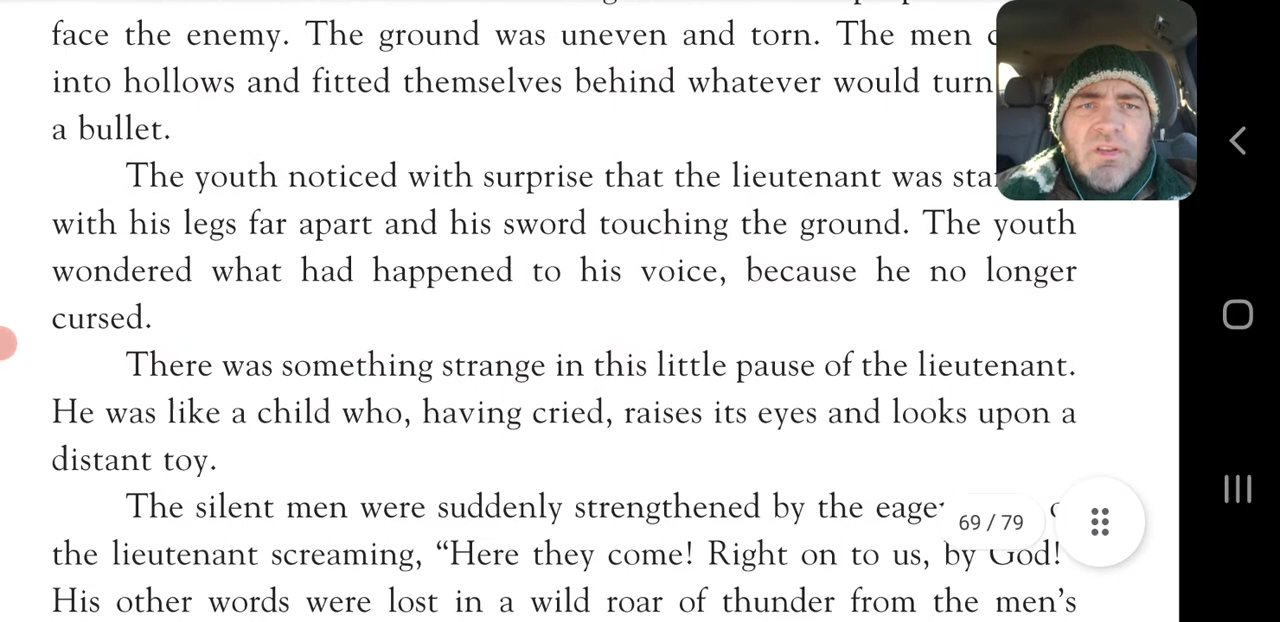 face the enemy. The ground was uneven and torn. The men
into hollows and fitted themselves behind whatever would turn
a bullet.
The youth noticed with surprise that the lieutenant was
with his legs far apart and his sword touching the ground. The youth
wondered what had happened to his voice, because he no longer
cursed.
There was something strange in this little pause of the lieutenant.
He was like a child who, having cried, raises its eyes and looks upon a
distant toy.
The silent men were suddenly strengthened by the
69 / 79
the lieutenant screaming, “Here they come! Right on to us, by God!
His other words were lost in a wild roar of thunder from the men’s